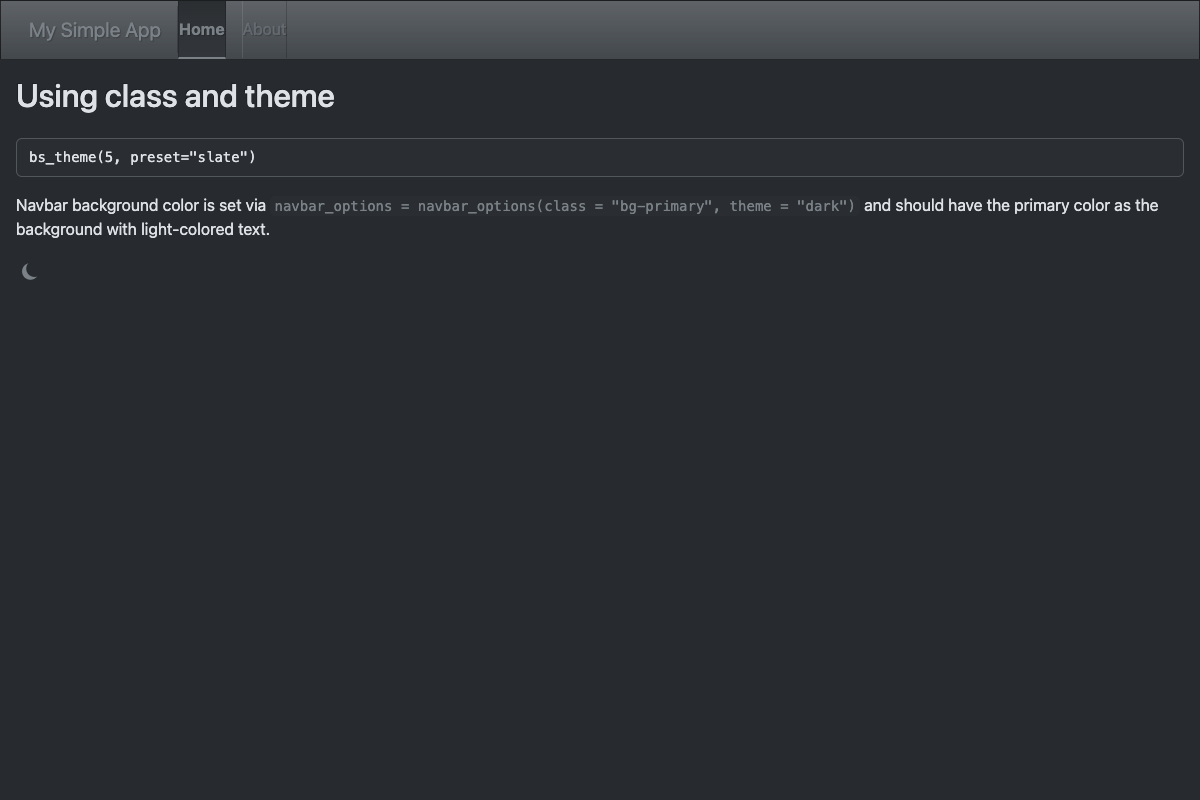 My Simple App Home About
Using class and theme
bs_theme(5, preset="slate")
Navbar background color is set via navbar_options = navbar_options(class = "bg-primary", theme = "dark") and should have the primary color as the
background with light-colored text.